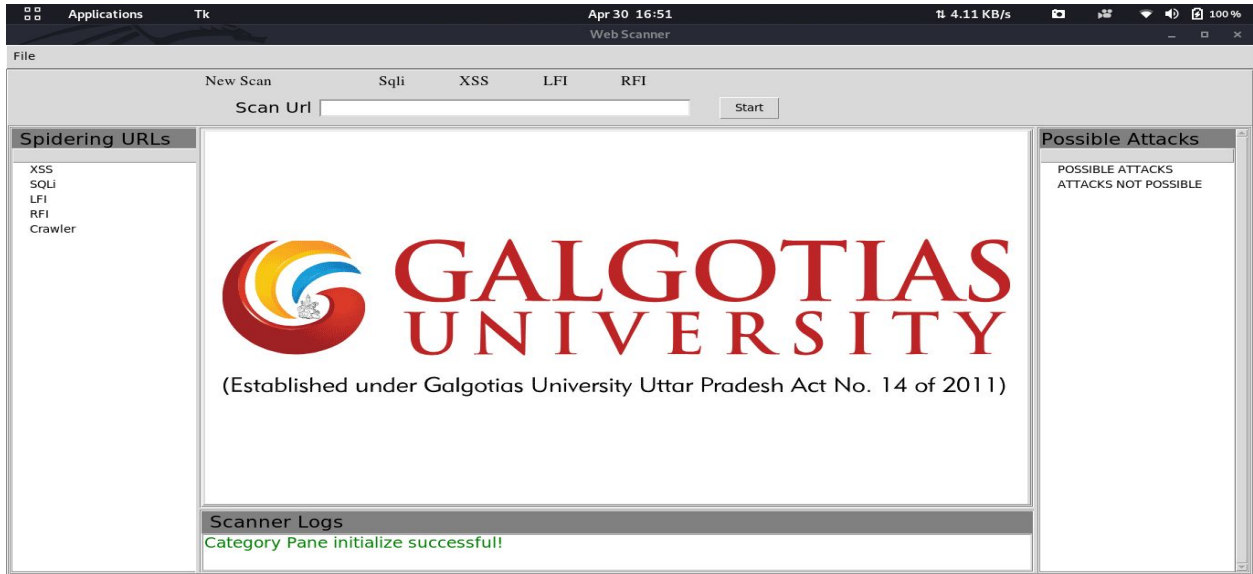 Applications Tk Apr 30 16:51 4.11 KB/s 100 %
Web Scanner
File
New Scan Sqli XSS LFI RFI
Scan Url Start
Spidering URLs
XSS
SQLi
LFI
RFI
Crawler
GALGOTIAS
UNIVERSITY
(Established under Galgotias University Uttar Pradesh Act No. 14 of 2011)
Scanner Logs
Category Pane initialize successful!
Possible Attacks
POSSIBLE ATTACKS
ATTACKS NOT POSSIBLE